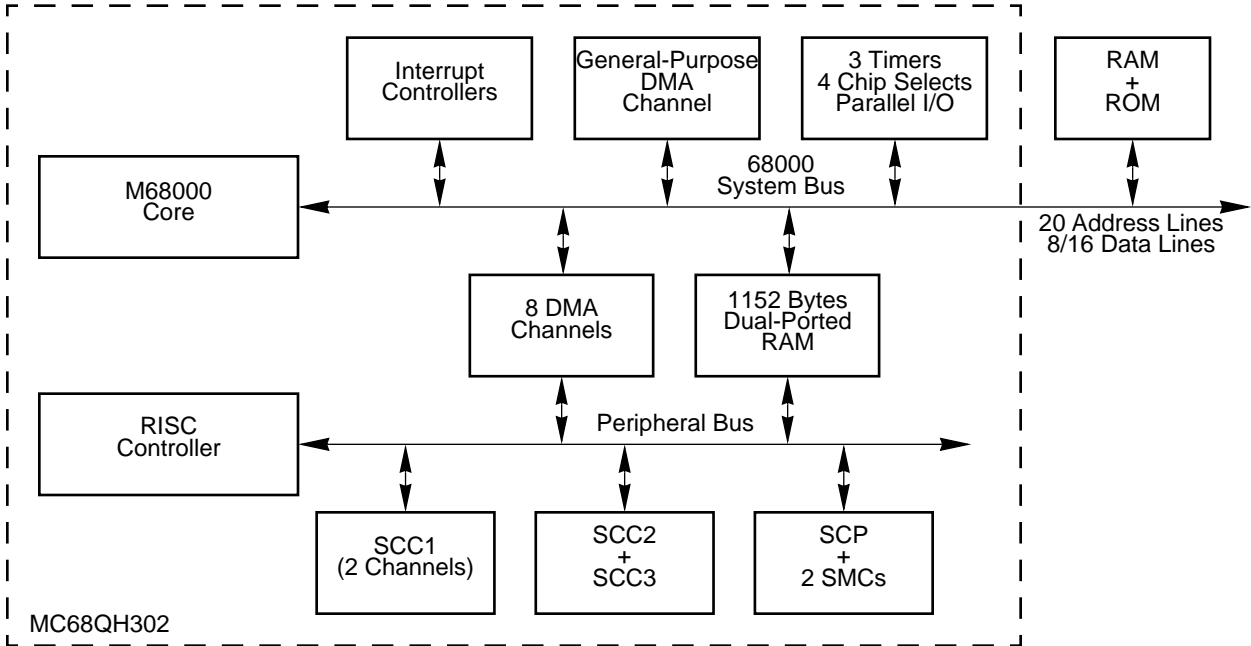 Interrupt
Controllers
General-Purpose
DMA
Channel
3 Timers
4 Chip Selects
Parallel I/O
RAM
+
ROM
M68000
Core
68000
System Bus
20 Address Lines
8/16 Data Lines
8 DMA
Channels
1152 Bytes
Dual-Ported
RAM
RISC
Controller
Peripheral Bus
SCC1
(2 Channels)
SCC2
+
SCC3
SCP
+
2 SMCs
MC68QH302